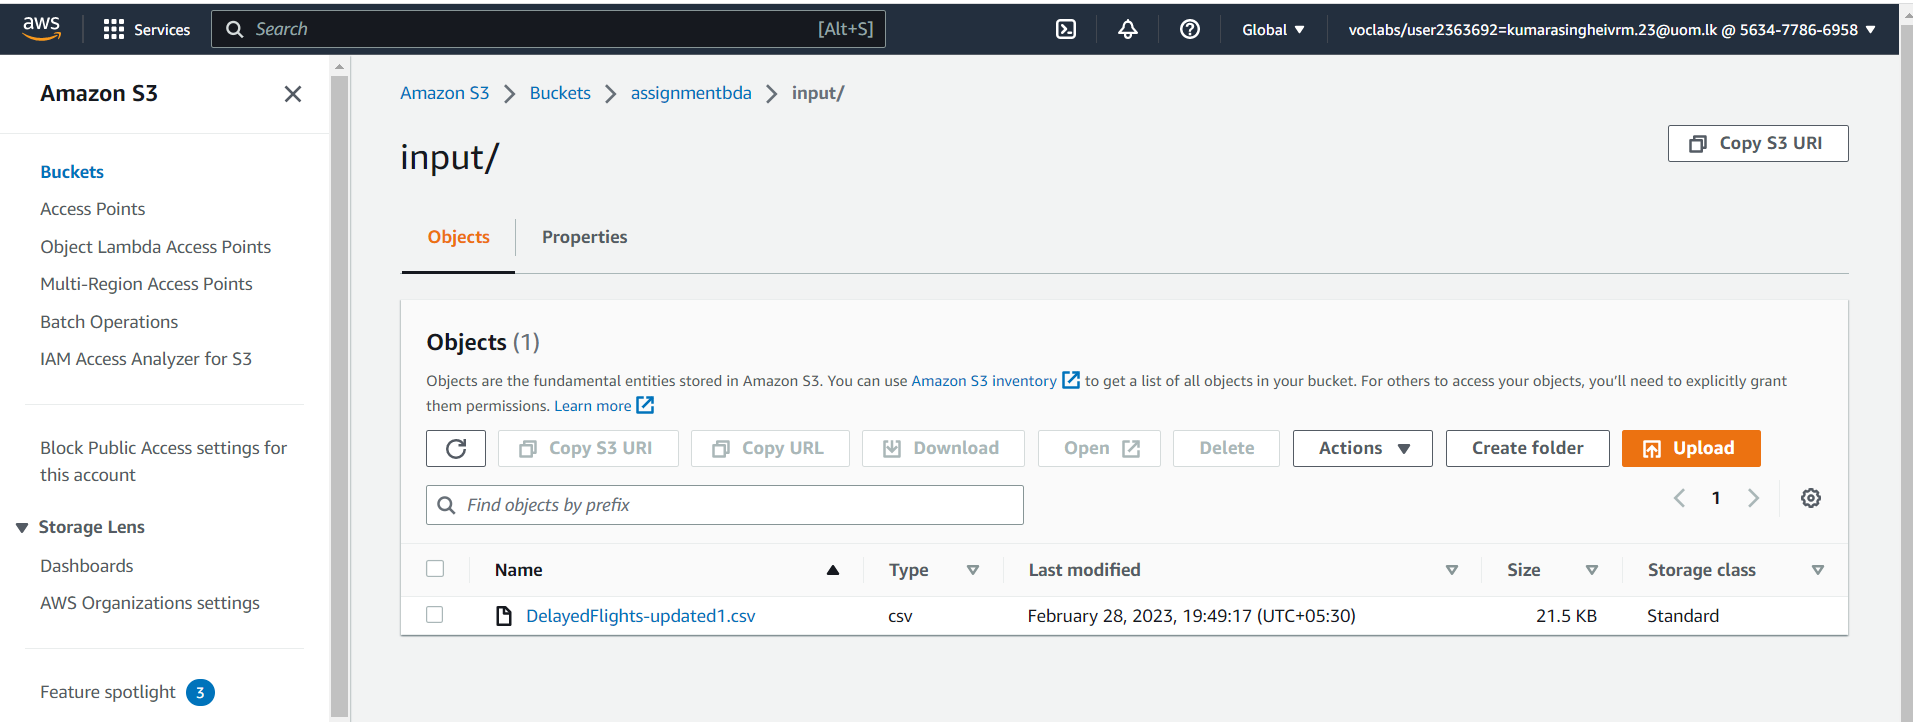 aws
Services
Search [Alt+S]
Global
voclabs/user2363692=kumarasingheivrm.23@uom.lk @ 5634-7786-6958
Amazon S3
Buckets
Access Points
Object Lambda Access Points
Multi-Region Access Points
Batch Operations
IAM Access Analyzer for S3
Block Public Access settings for
this account
Storage Lens
Dashboards
AWS Organizations settings
Feature spotlight 3
Amazon S3 Buckets assignmentbda input/
input/
Copy S3 URI
Objects Properties
Objects (1)
Objects are the fundamental entities stored in Amazon S3. You can use Amazon S3 inventory to get a list of all objects in your bucket. For others to access your objects, you'll need to explicitly grant
them permissions. Learn more
Copy S3 URI Copy URL Download Open Delete Actions Create folder Upload
Find objects by prefix
1
Name Type Last modified Size Storage class
DelayedFlights-updated1.csv csv February 28, 2023, 19:49:17 (UTC+05:30) 21.5 KB Standard